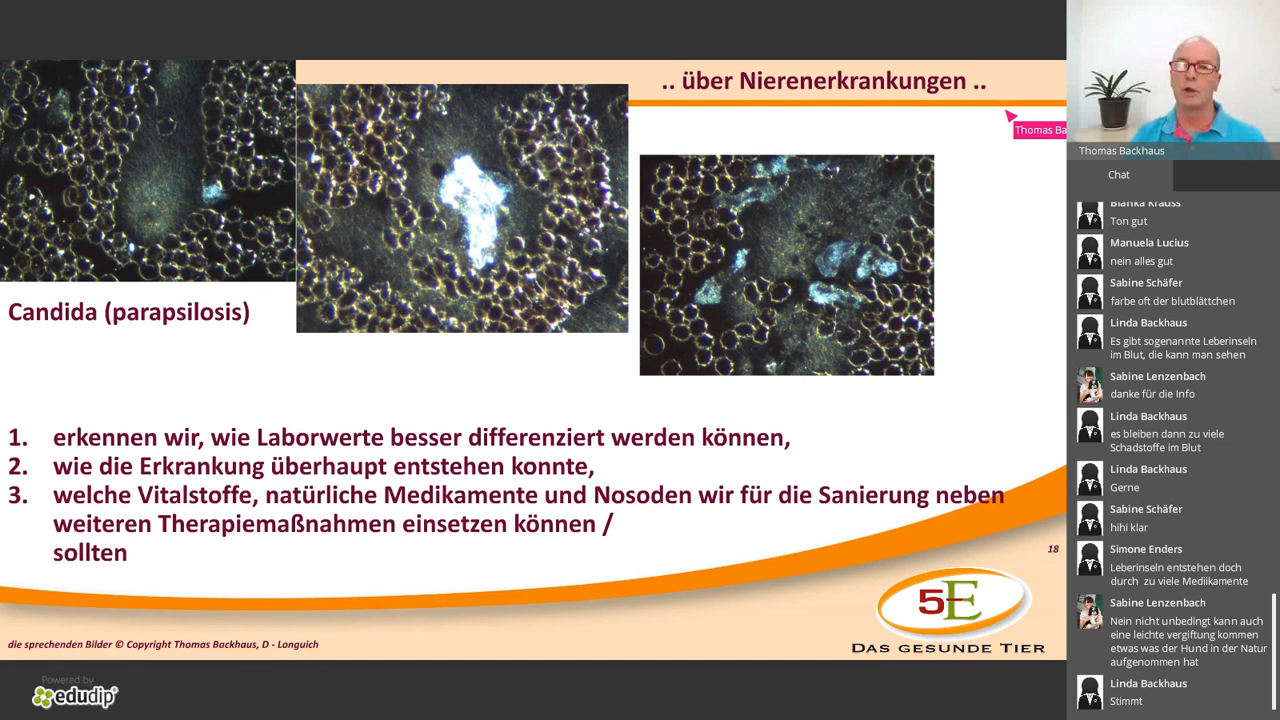 .. über Nierenerkrankungen ..
Thomas Ba
Candida (parapsilosis)
1. erkennen wir, wie Laborwerte besser differenziert werden können,
2. wie die Erkrankung überhaupt entstehen konnte,
3. welche Vitalstoffe, natürliche Medikamente und Nosoden wir für die Sanierung neben
weiteren Therapiemaßnahmen einsetzen können /
sollten
18
5E
DAS GESUNDE TIER
die sprechenden Bilder © Copyright Thomas Backhaus, D - Longuich
Powered by
edudip
Thomas Backhaus
Chat
Bianka Krauss
Ton gut
Manuela Lucius
nein alles gut
Sabine Schäfer
farbe oft der blutblättchen
Linda Backhaus
Es gibt sogenannte Leberinseln
im Blut, die kann man sehen
Sabine Lenzenbach
danke für die Info
Linda Backhaus
es bleiben dann zu viele
Schadstoffe im Blut
Linda Backhaus
Gerne
Sabine Schäfer
hihi klar
Simone Enders
Leberinseln entstehen doch
durch zu viele Mediikamente
Sabine Lenzenbach
Nein nicht unbedingt kann auch
eine leichte vergiftung kommen
etwas was der Hund in der Natur
aufgenommen hat
Linda Backhaus
Stimmt